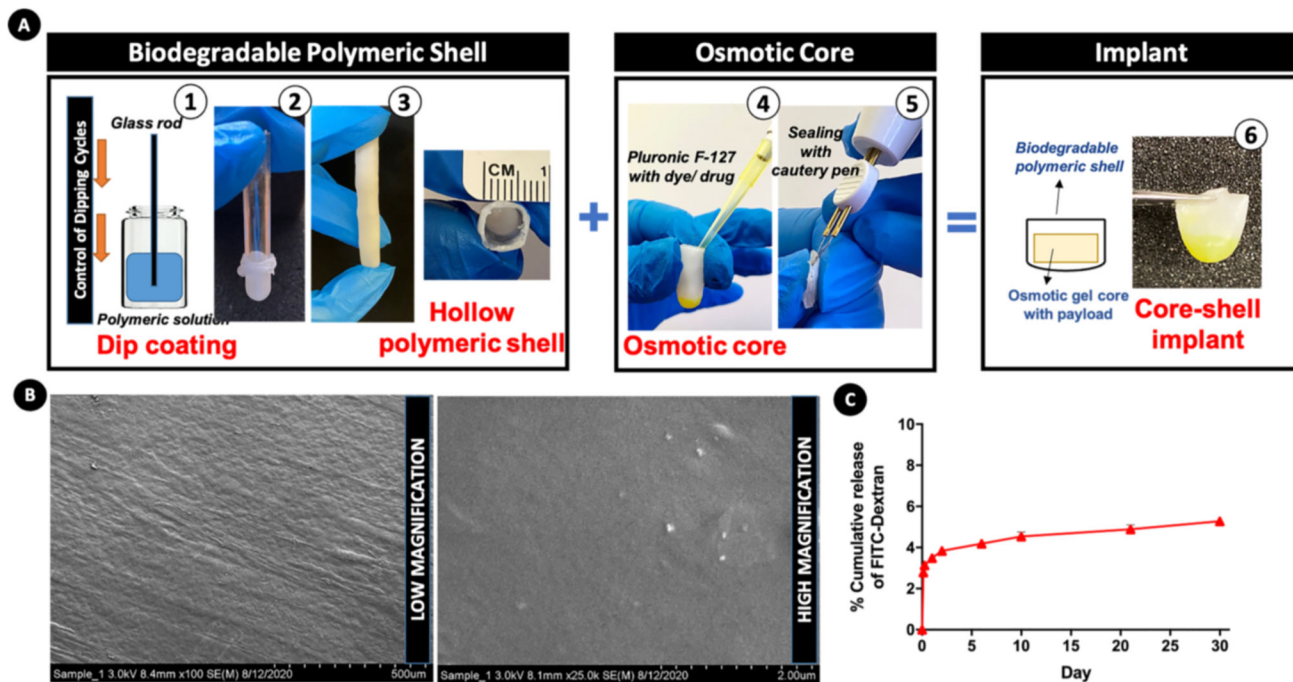 A
Biodegradable Polymeric Shell
Control of Dipping Cycles
1
Glass rod
Polymeric solution
Dip coating
2
3
CM
1
Hollow
polymeric shell
+
Osmotic Core
4
Pluronic F-127
with dye/ drug
Osmotic core
5
Sealing
with
cautery pen
=
Implant
Biodegradable
polymeric shell
Osmotic gel core
with payload
6
Core-shell
implant
B
LOW MAGNIFICATION
Sample_1 3.0kV 8.4mm x100 SE(M) 8/12/2020
500um
HIGH MAGNIFICATION
Sample_1 3.0kV 8.1mm x25.0k SE(M) 8/12/2020
2.00um
C
% Cumulative release
of FITC-Dextran
10
8
6
4
2
0
0 5 10 15 20 25 30
Day